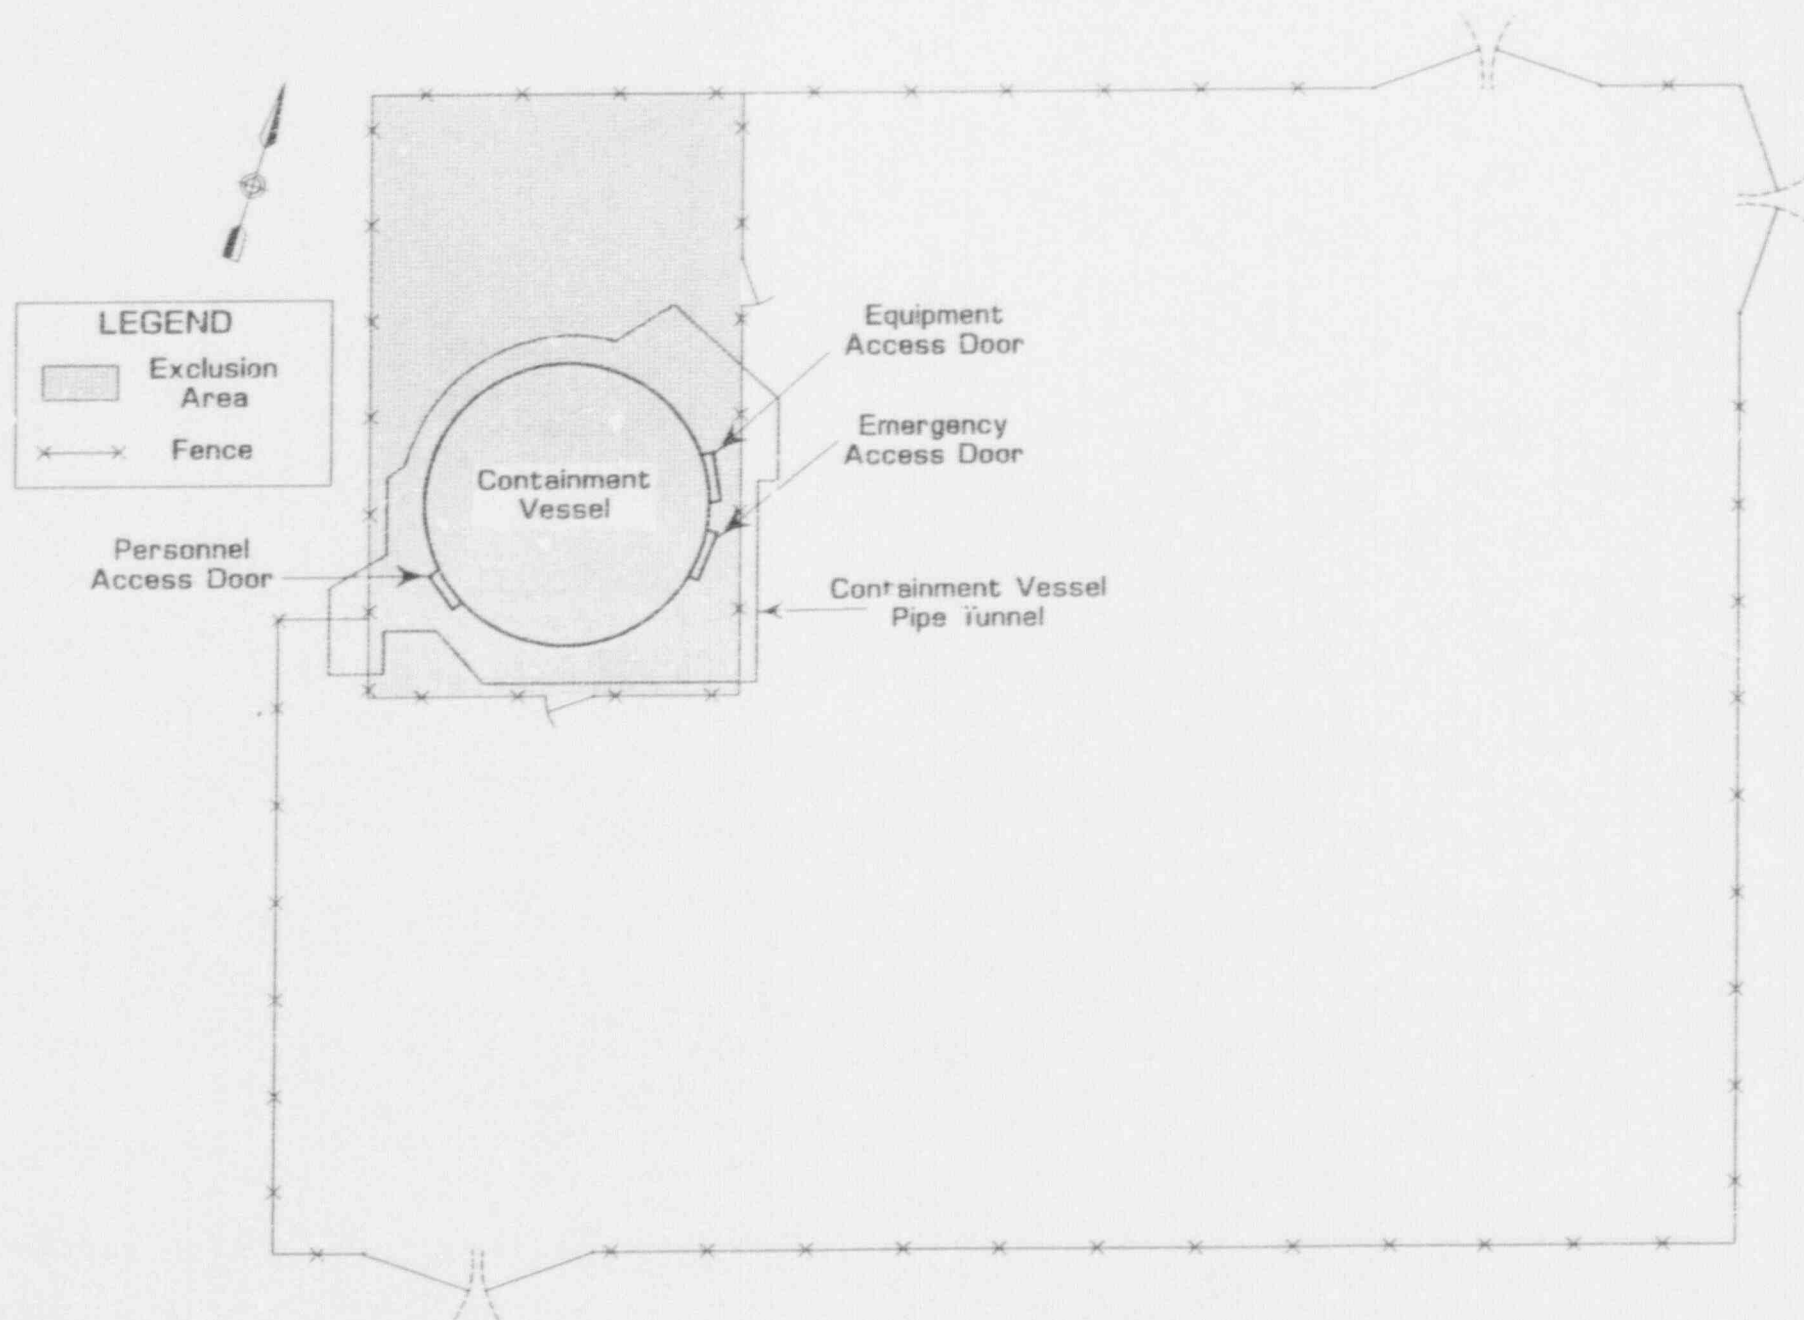 LEGEND
Exclusion
Area
Fence
Equipment
Access Door
Emergency
Access Door
Containment
Vessel
Personnel
Access Door
Containment Vessel
Pipe Tunnel